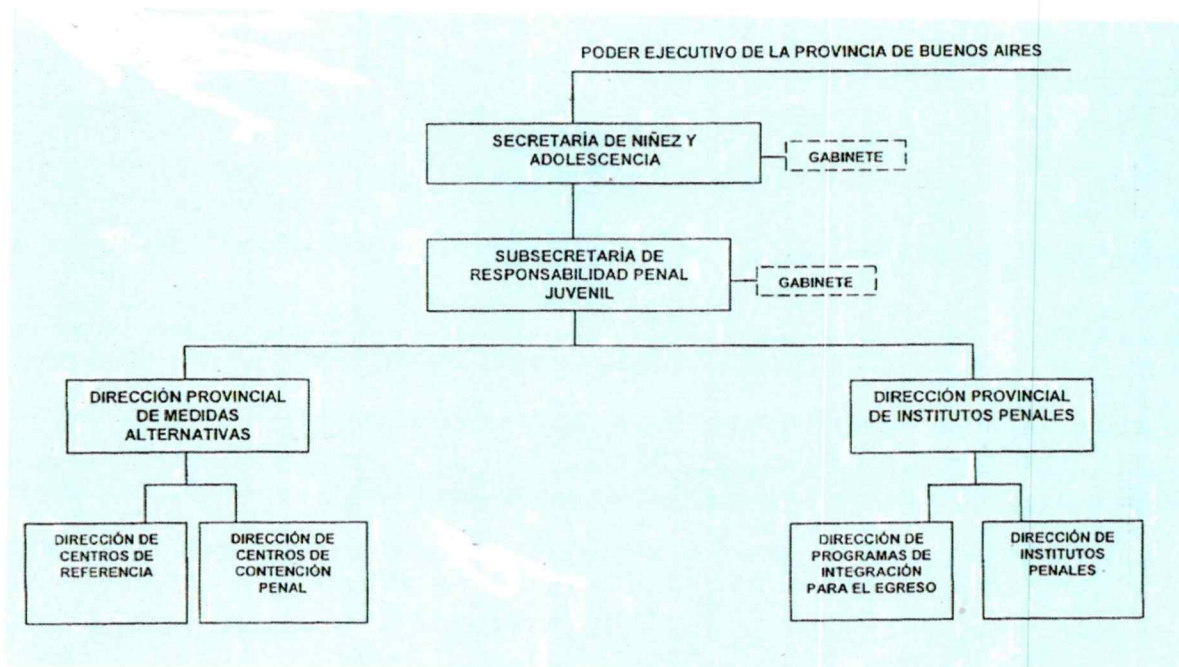 PODER EJECUTIVO DE LA PROVINCIA DE BUENOS AIRES
SECRETARÍA DE NIÑEZ Y
ADOLESCENCIA
GABINETE
SUBSECRETARÍA DE
RESPONSABILIDAD PENAL
JUVENIL
GABINETE
DIRECCIÓN PROVINCIAL
DE MEDIDAS
ALTERNATIVAS
DIRECCIÓN PROVINCIAL
DE INSTITUTOS PENALES
DIRECCIÓN DE
CENTROS DE
REFERENCIA
DIRECCIÓN DE
CENTROS DE
CONTENCIÓN
PENAL
DIRECCIÓN DE
PROGRAMAS DE
INTEGRACIÓN
PARA EL EGRESO
DIRECCIÓN DE
INSTITUTOS
PENALES